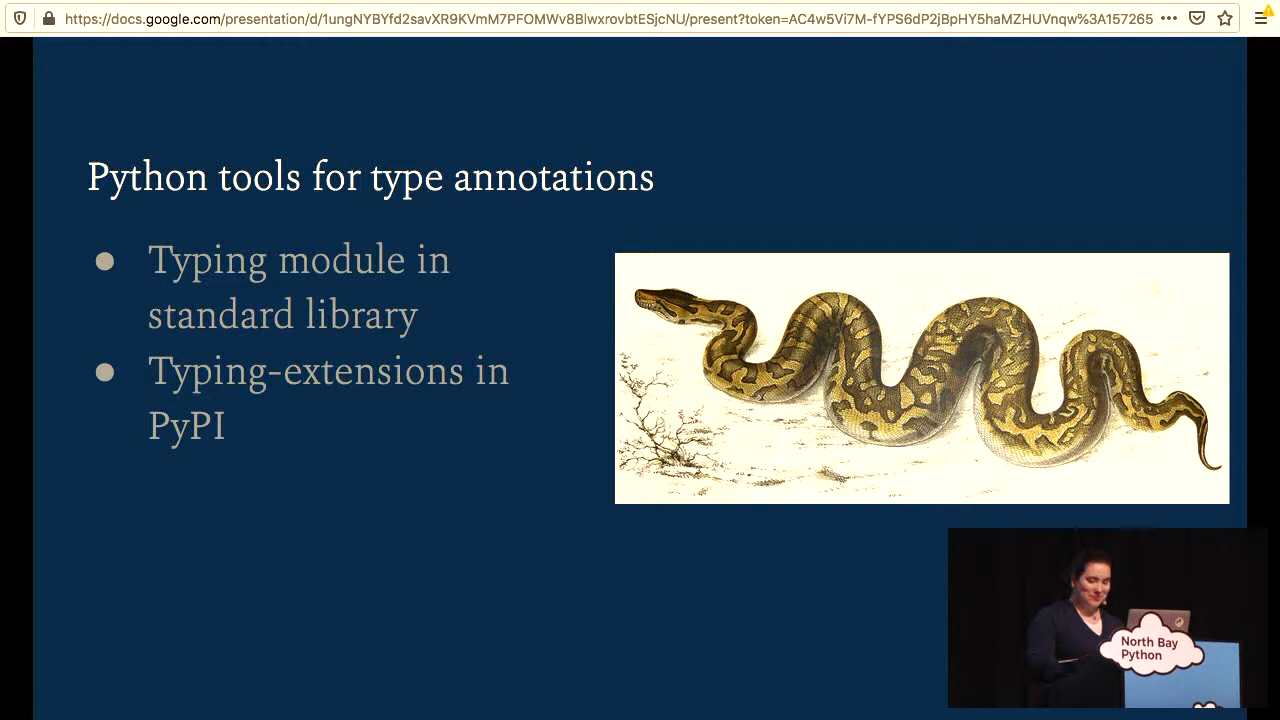 https://docs.google.com/presentation/d/1ungNYBYfd2savXR9KVmM7PFOMWv8BlwxrovbtESjcNU/present?token=AC4w5Vi7M-fYPS6dP2jBpHY5haMZHUVnqw%3A157265
Python tools for type annotations
● Typing module in
standard library
● Typing-extensions in
PyPI
North Bay
Python